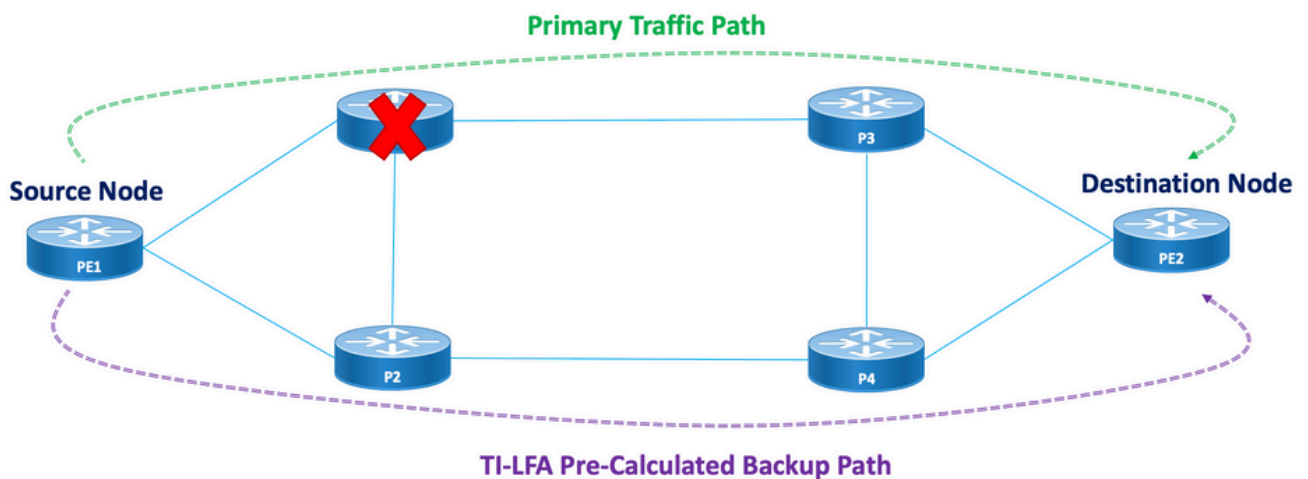 Primary Traffic Path
P3
Source Node
Destination Node
PE1
PE2
P2
P4
TI-LFA Pre-Calculated Backup Path